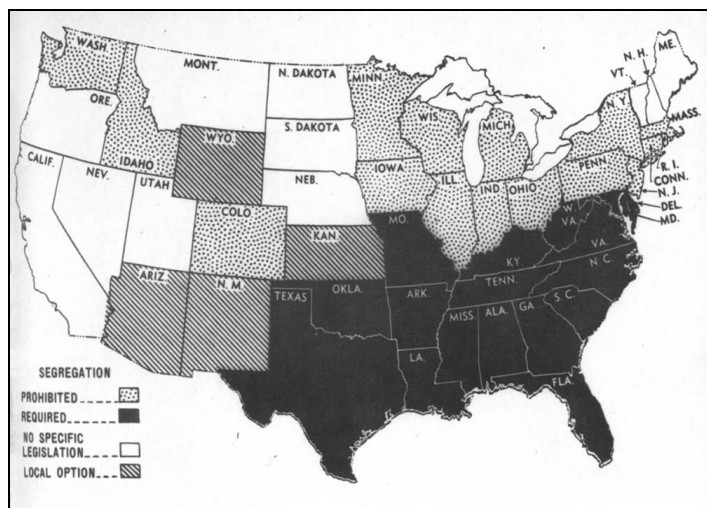 WASH.
MONT.
N. DAKOTA
MINN.
ORE.
IDAHO
WYO.
S. DAKOTA
WIS.
MICH.
N. H.
VT.
ME.
N. Y.
MASS.
CALIF.
NEV.
UTAH
COLO
NEB.
IOWA
ILL.
IND.
OHIO
PENN.
R. I.
CONN.
N. J.
DEL.
MD.
KAN.
MO.
W.
VA.
VA.
KY.
N. C.
TENN.
ARIZ.
N. M.
TEXAS
OKLA.
ARK.
S. C.
MISS
ALA.
GA
LA.
FLA.
SEGREGATION
PROHIBITED
REQUIRED
NO SPECIFIC
LEGISLATION
LOCAL OPTION